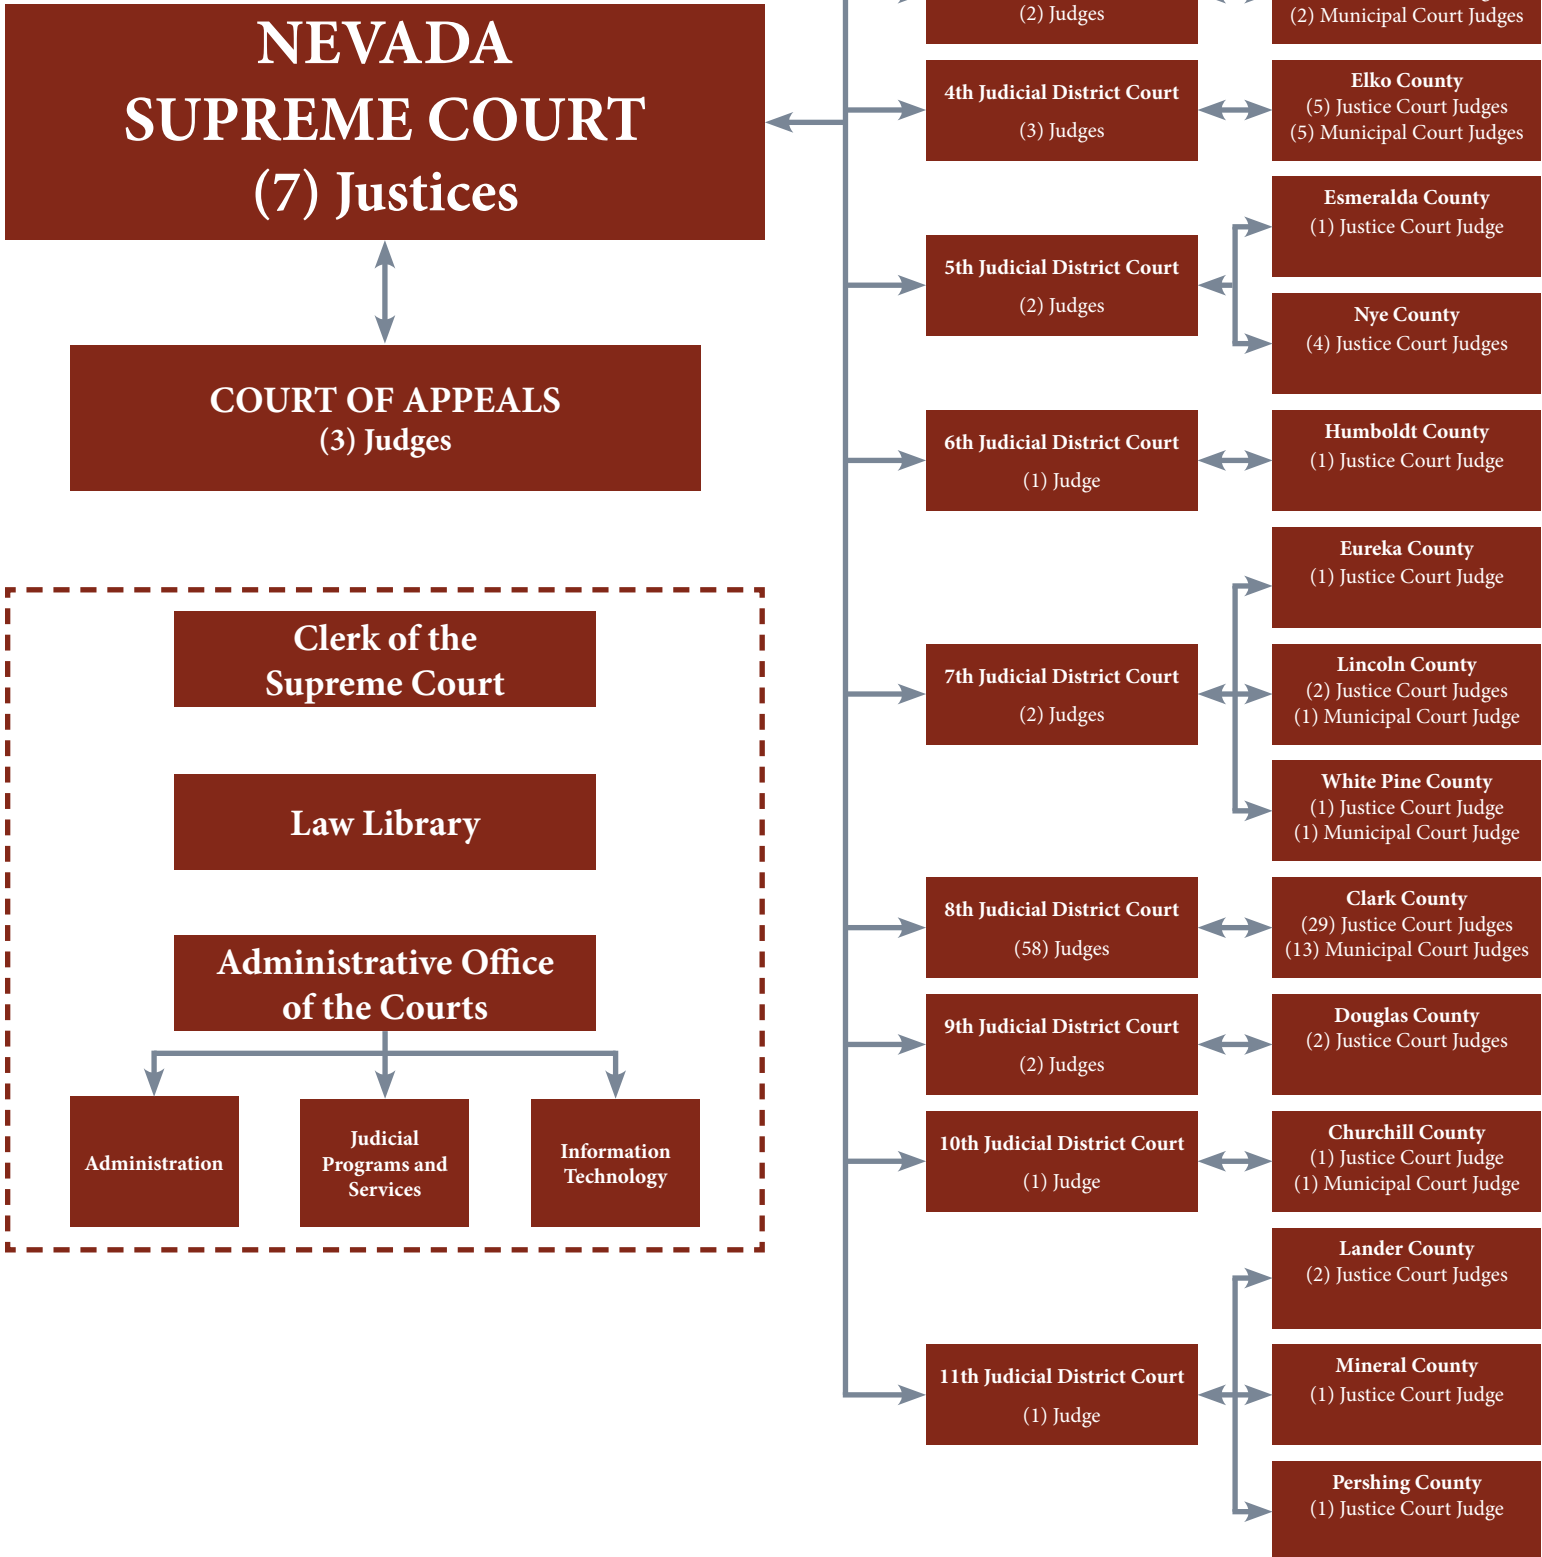 NEVADA
SUPREME COURT
(7) Justices
COURT OF APPEALS
(3) Judges
Clerk of the
Supreme Court
Law Library
Administrative Office
of the Courts
Administration
Judicial
Programs and
Services
Information
Technology
(2) Judges
(2) Municipal Court Judges
4th Judicial District Court
(3) Judges
Elko County
(5) Justice Court Judges
(5) Municipal Court Judges
5th Judicial District Court
(2) Judges
Esmeralda County
(1) Justice Court Judge
Nye County
(4) Justice Court Judges
6th Judicial District Court
(1) Judge
Humboldt County
(1) Justice Court Judge
7th Judicial District Court
(2) Judges
Eureka County
(1) Justice Court Judge
Lincoln County
(2) Justice Court Judges
(1) Municipal Court Judge
White Pine County
(1) Justice Court Judge
(1) Municipal Court Judge
8th Judicial District Court
(58) Judges
Clark County
(29) Justice Court Judges
(13) Municipal Court Judges
9th Judicial District Court
(2) Judges
Douglas County
(2) Justice Court Judges
10th Judicial District Court
(1) Judge
Churchill County
(1) Justice Court Judge
(1) Municipal Court Judge
11th Judicial District Court
(1) Judge
Lander County
(2) Justice Court Judges
Mineral County
(1) Justice Court Judge
Pershing County
(1) Justice Court Judge